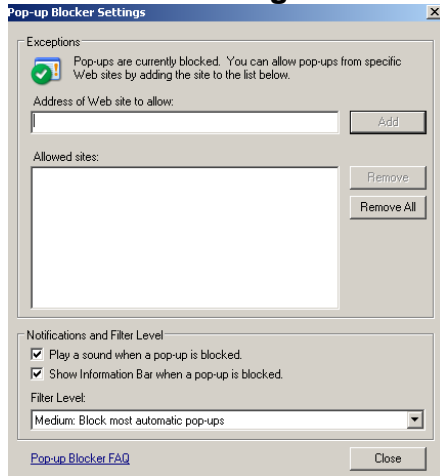 Pop-up Blocker Settings
Exceptions
Pop-ups are currently blocked. You can allow pop-ups from specific
Web sites by adding the site to the list below.
Address of Web site to allow:
Add
Allowed sites:
Remove
Remove All
Notifications and Filter Level
Play a sound when a pop-up is blocked.
Show Information Bar when a pop-up is blocked.
Filter Level:
Medium: Block most automatic pop-ups
Pop-up Blocker FAQ
Close